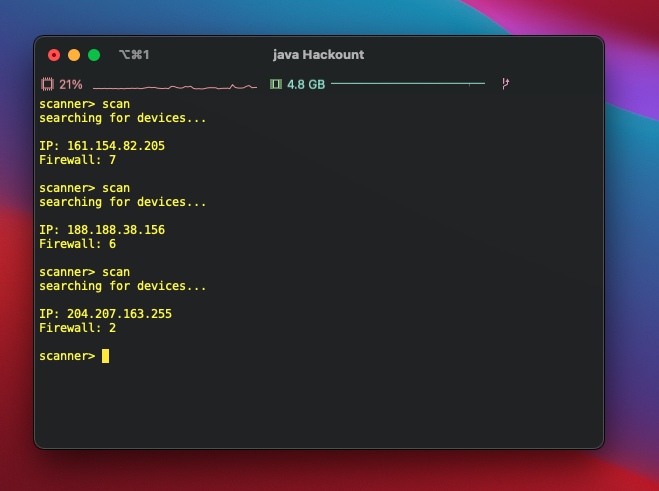 ⌥⌘1
java Hackount
21%
4.8 GB
scanner> scan
searching for devices...
IP: 161.154.82.205
Firewall: 7
scanner> scan
searching for devices...
IP: 188.188.38.156
Firewall: 6
scanner> scan
searching for devices...
IP: 204.207.163.255
Firewall: 2
scanner>